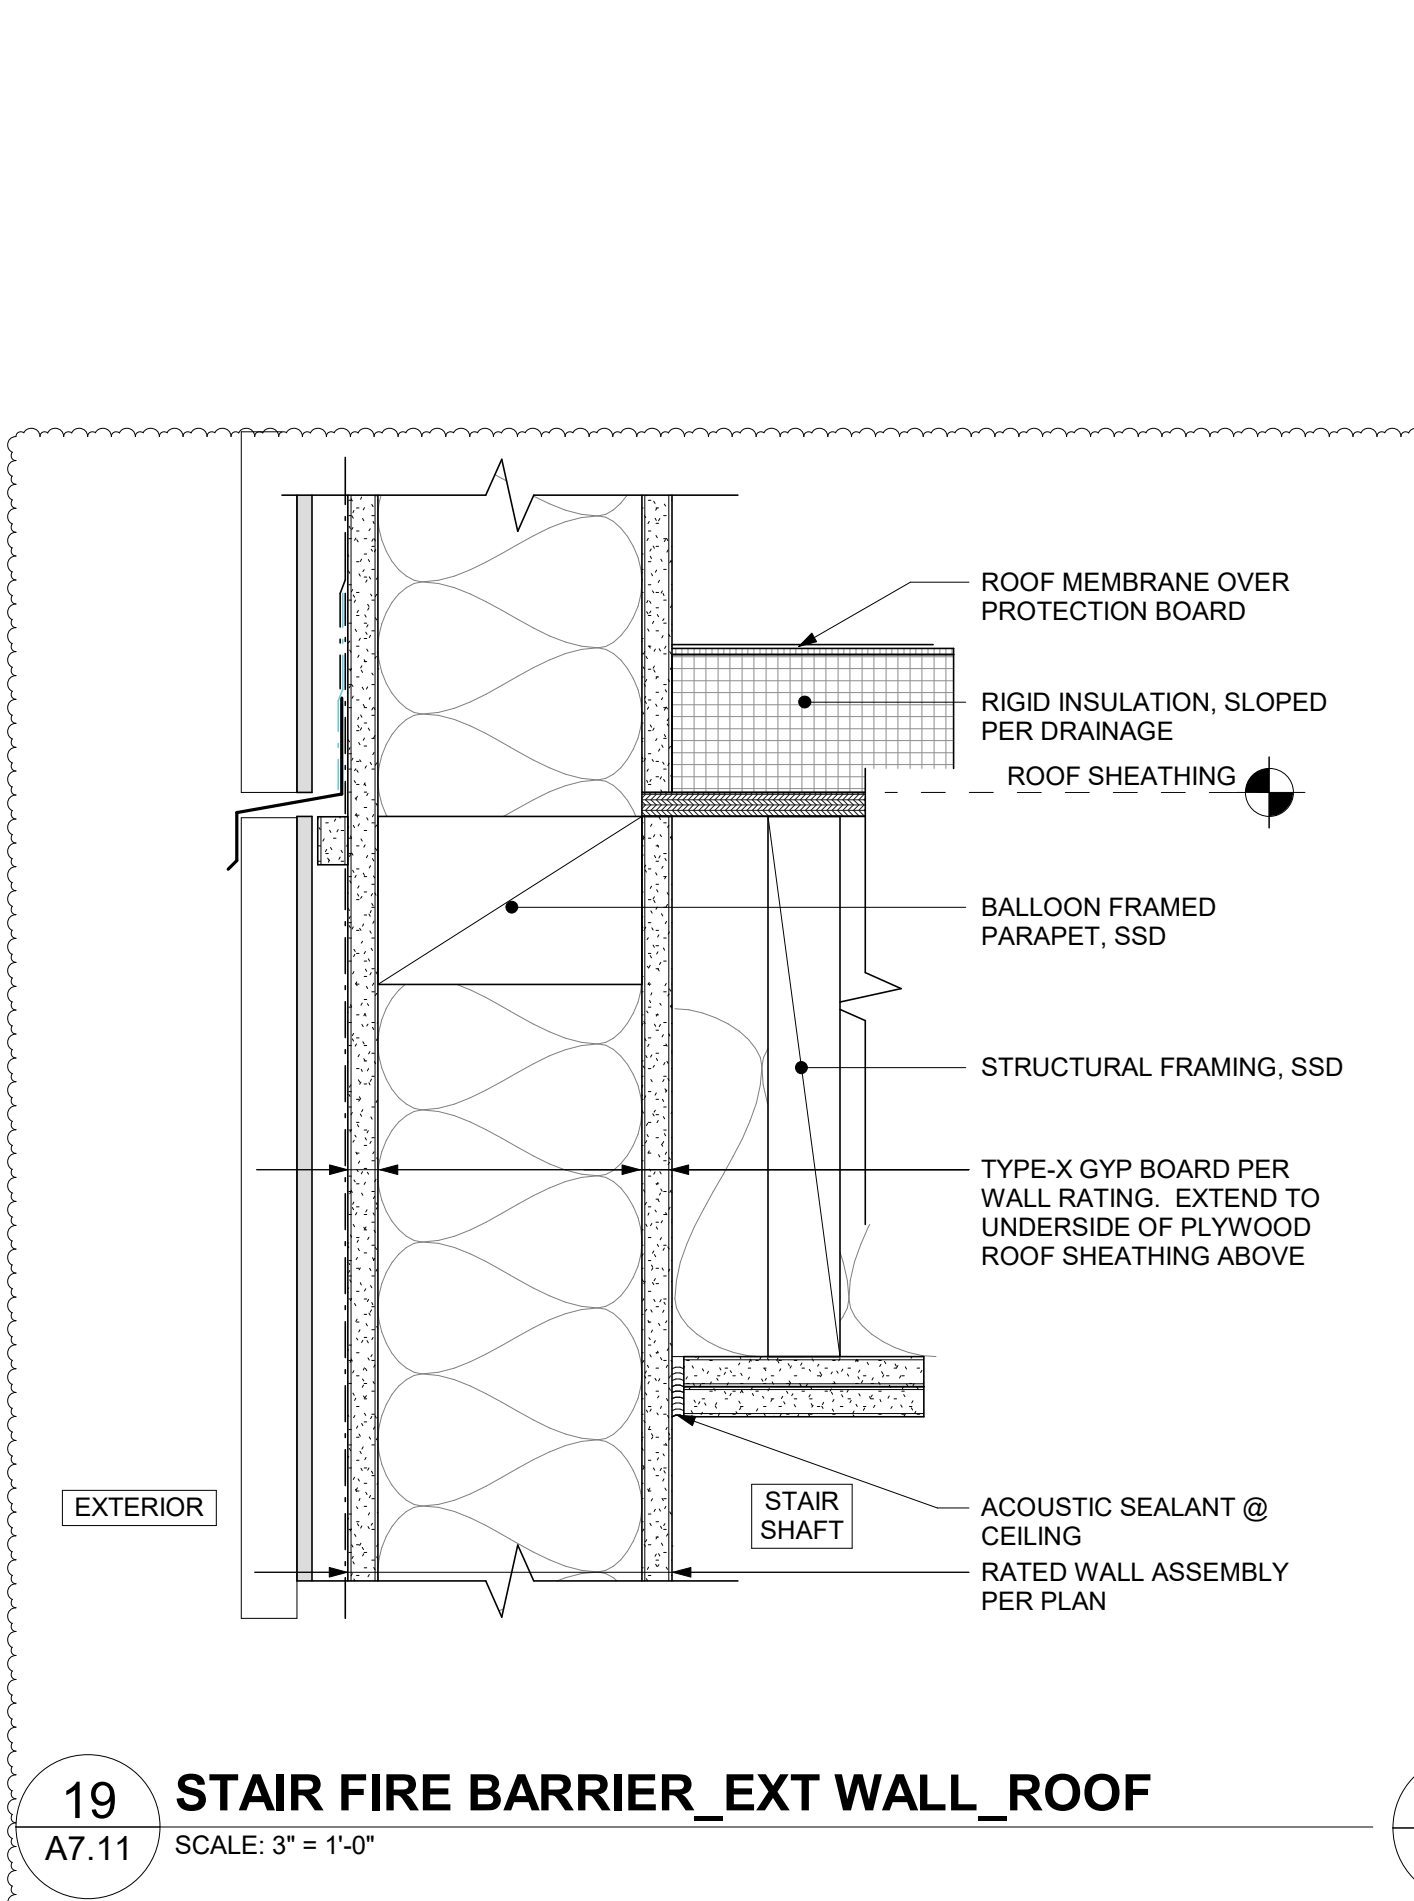 ROOF MEMBRANE OVER
PROTECTION BOARD
RIGID INSULATION, SLOPED
PER DRAINAGE
ROOF SHEATHING
BALLOON FRAMED
PARAPET, SSD
STRUCTURAL FRAMING, SSD
TYPE-X GYP BOARD PER
WALL RATING.  EXTEND TO
UNDERSIDE OF PLYWOOD
ROOF SHEATHING ABOVE
EXTERIOR
STAIR
SHAFT
ACOUSTIC SEALANT @
CEILING
RATED WALL ASSEMBLY
PER PLAN
19
A7.11
STAIR FIRE BARRIER_EXT WALL_ROOF
SCALE: 3" = 1'-0"